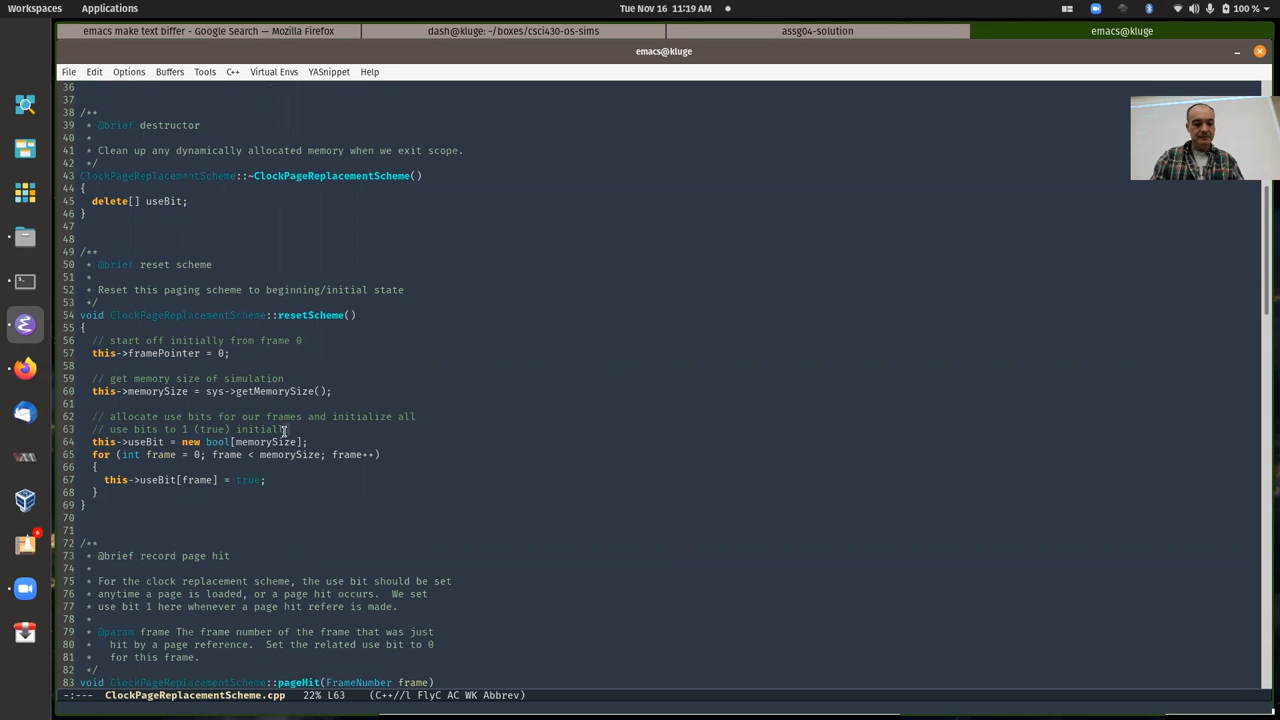 Workspaces Applications Tue Nov 16 11:19 AM 100 %
emacs make text biffer - Google Search — Mozilla Firefox dash@kluge: ~/boxes/csci430-os-sims assg04-solution emacs@kluge
emacs@kluge
File Edit Options Buffers Tools C++ Virtual Envs YASnippet Help
36
37
38 /**
39 * @brief destructor
40 *
41 * Clean up any dynamically allocated memory when we exit scope.
42 */
43 ClockPageReplacementScheme::~ClockPageReplacementScheme()
44 {
45 delete[] useBit;
46 }
47
48
49 /**
50 * @brief reset scheme
51 *
52 * Reset this paging scheme to beginning/initial state
53 */
54 void ClockPageReplacementScheme::resetScheme()
55 {
56 // start off initially from frame 0
57 this->framePointer = 0;
58
59 // get memory size of simulation
60 this->memorySize = sys->getMemorySize();
61
62 // allocate use bits for our frames and initialize all
63 // use bits to 1 (true) initially
64 this->useBit = new bool[memorySize];
65 for (int frame = 0; frame < memorySize; frame++)
66 {
67 this->useBit[frame] = true;
68 }
69 }
70
71
72 /**
73 * @brief record page hit
74 *
75 * For the clock replacement scheme, the use bit should be set
76 * anytime a page is loaded, or a page hit occurs. We set
77 * use bit 1 here whenever a page hit refere is made.
78 *
79 * @param frame The frame number of the frame that was just
80 * hit by a page reference. Set the related use bit to 0
81 * for this frame.
82 */
83 void ClockPageReplacementScheme::pageHit(FrameNumber frame)
-:--- ClockPageReplacementScheme.cpp 22% L63 (C++//l FlyC AC WK Abbrev)